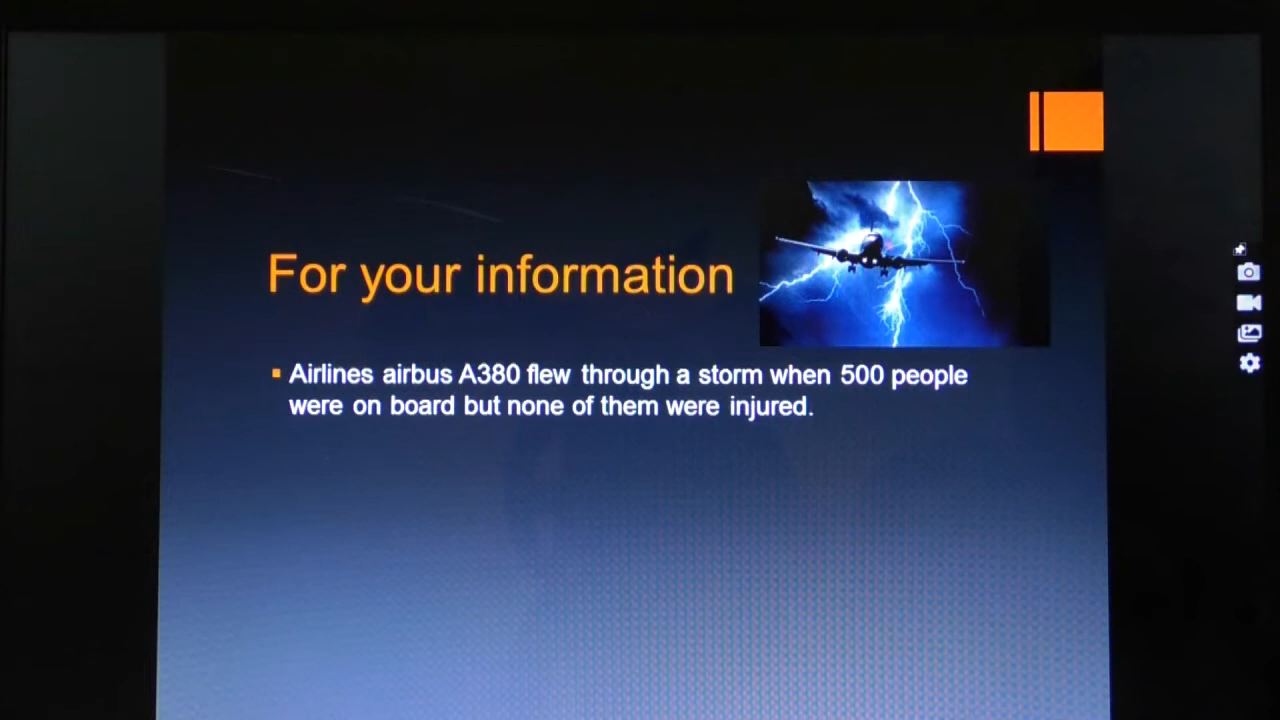 For your information
Airlines airbus A380 flew through a storm when 500 people
were on board but none of them were injured.